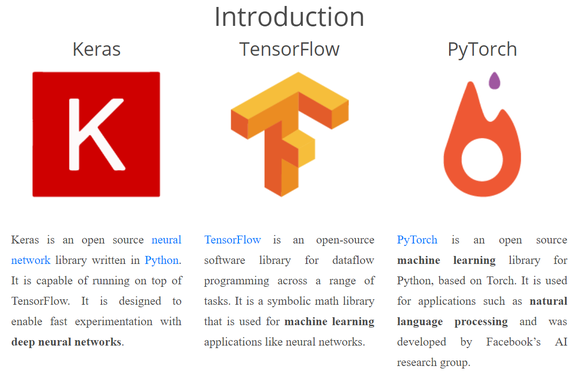 Introduction
Keras
TensorFlow
PyTorch
K
Keras is an open source neural
network library written in Python.
It is capable of running on top of
TensorFlow. It is designed to
enable fast experimentation with
deep neural networks.
TensorFlow is an open-source
software library for dataflow
programming across a range of
tasks. It is a symbolic math library
that is used for machine learning
applications like neural networks.
PyTorch is an open source
machine learning library for
Python, based on Torch. It is used
for applications such as natural
language processing and was
developed by Facebook’s AI
research group.